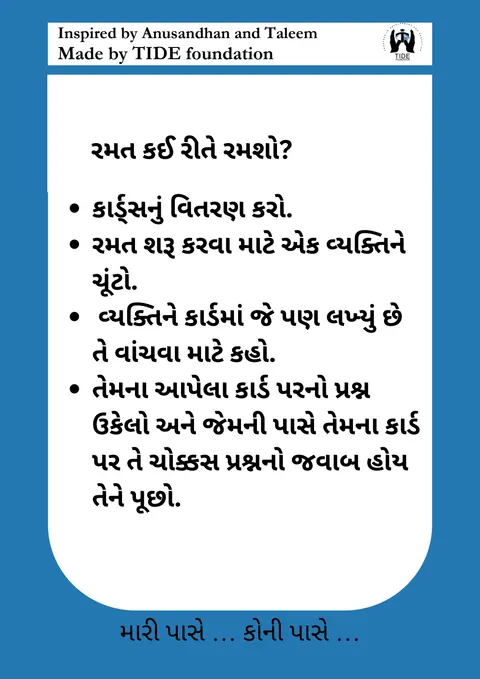 Inspired by Anusandhan and Taleem
Made by TIDE foundation
TIDE
રમત કઈ રીતે રમશો?
• કાર્ડ્સનું વિતરણ કરો.
• રમત શરૂ કરવા માટે એક વ્યક્તિને
ચૂંટો.
• વ્યક્તિને કાર્ડમાં જે પણ લખ્યું છે
તે વાંચવા માટે કહો.
• તેમના આપેલા કાર્ડ પરનો પ્રશ્ન
ઉકેલો અને જેમની પાસે તેમના કાર્ડ
પર તે ચોક્કસ પ્રશ્નનો જવાબ હોય
તેને પૂછો.
મારી પાસે ... કોની પાસે ...